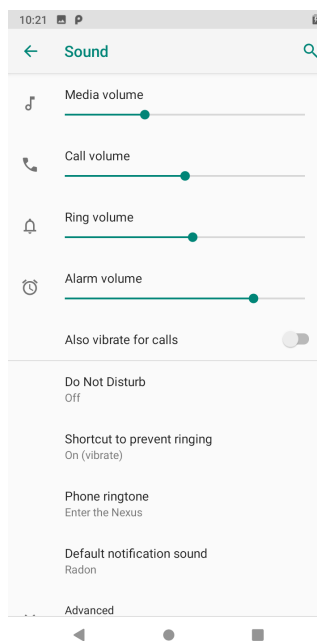 10:21
Sound
Media volume
Call volume
Ring volume
Alarm volume
Also vibrate for calls
Do Not Disturb
Off
Shortcut to prevent ringing
On (vibrate)
Phone ringtone
Enter the Nexus
Default notification sound
Radon
Advanced